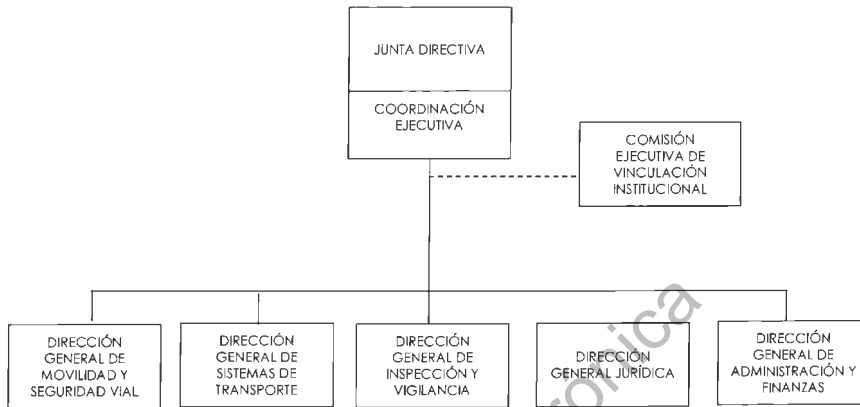 JUNTA DIRECTIVA
COORDINACIÓN
EJECUTIVA
COMISIÓN
EJECUTIVA DE
VINCULACIÓN
INSTITUCIONAL
DIRECCIÓN
GENERAL DE
MOVILIDAD Y
SEGURIDAD VIAL
DIRECCIÓN
GENERAL DE
SISTEMAS DE
TRANSPORTE
DIRECCIÓN
GENERAL DE
INSPECCIÓN Y
VIGILANCIA
DIRECCIÓN
GENERAL JURÍDICA
DIRECCIÓN
GENERAL DE
ADMINISTRACIÓN Y
FINANZAS